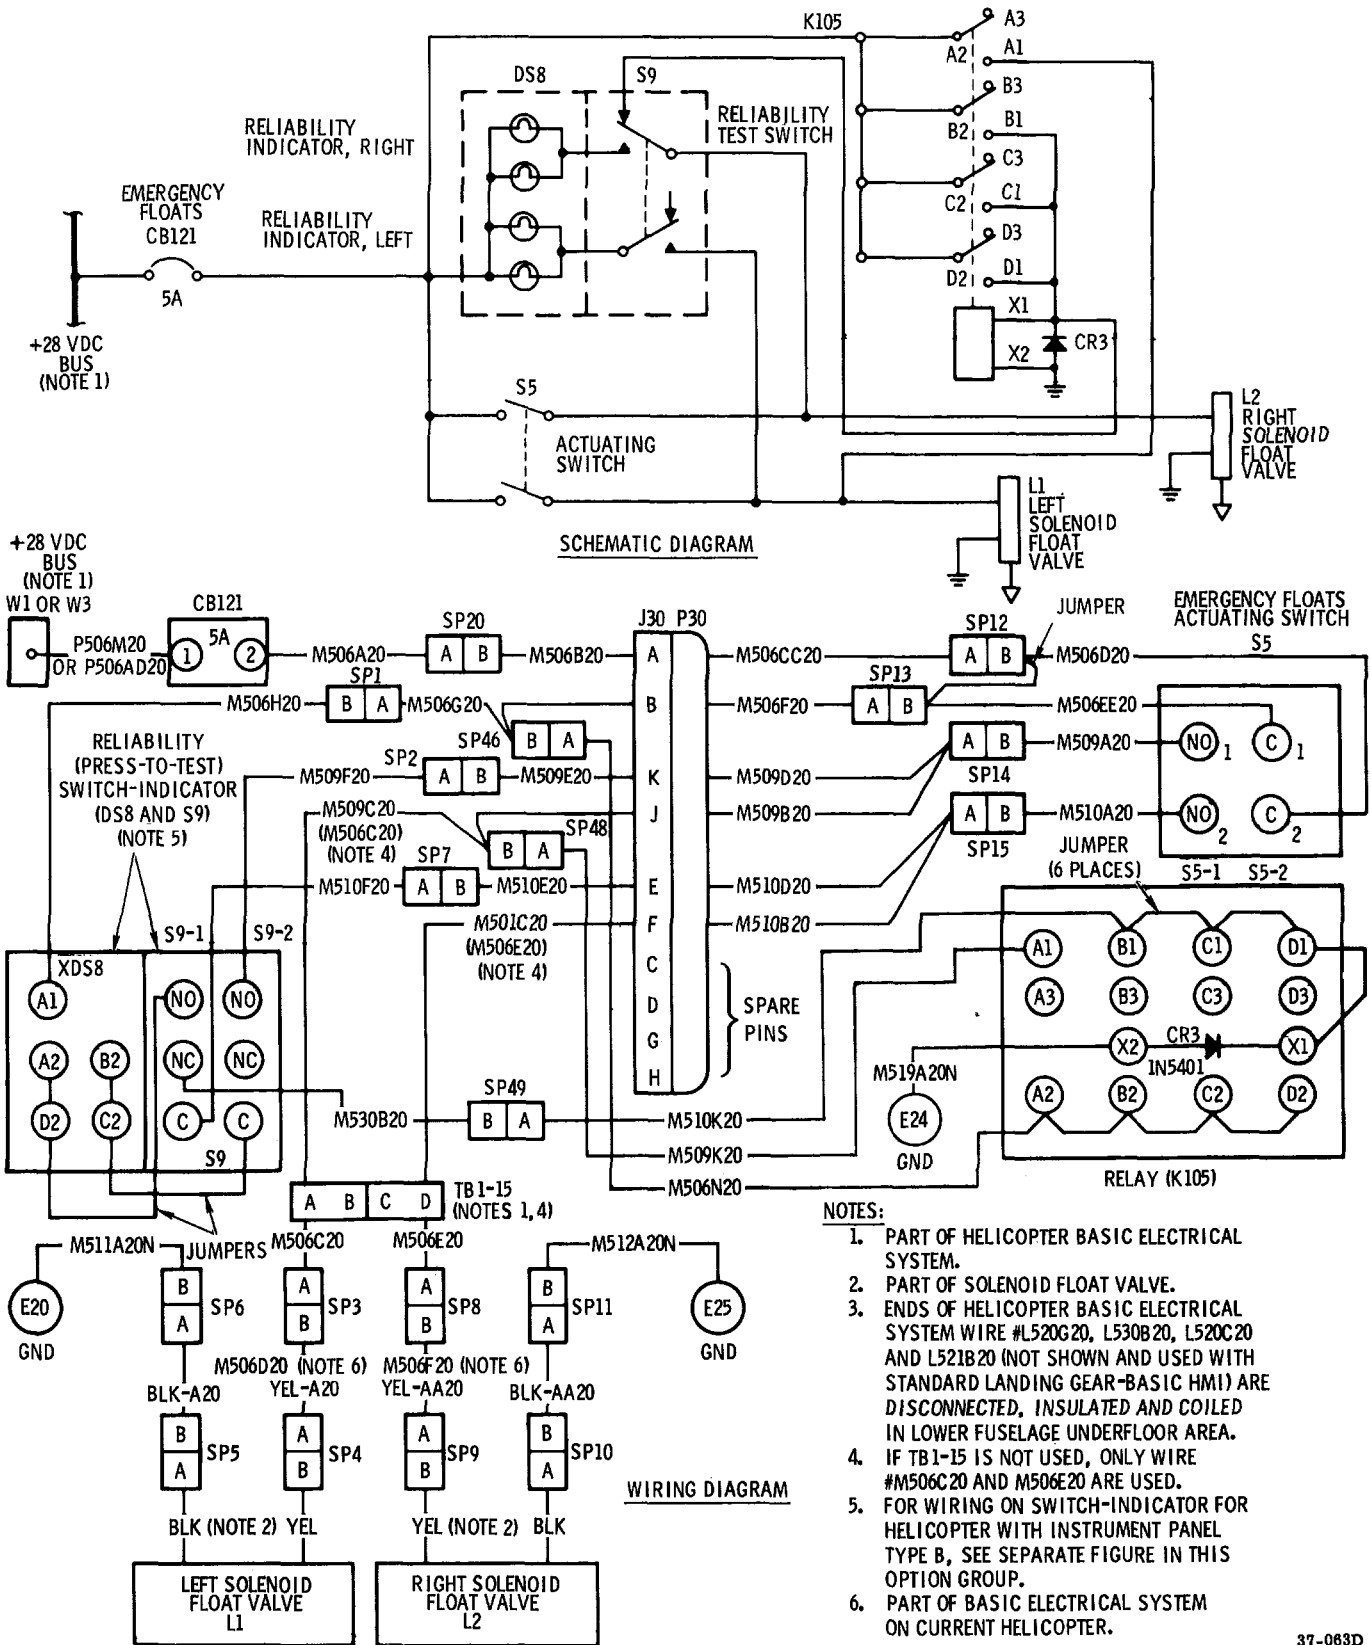 K105
A3
A2
A1
DS8
S9
B3
RELIABILITY
INDICATOR, RIGHT
RELIABILITY
TEST SWITCH
B2
B1
C3
EMERGENCY
FLOATS
CB121
RELIABILITY
INDICATOR, LEFT
C2
C1
D3
D2
D1
5A
X1
+28 VDC
BUS
(NOTE 1)
X2
CR3
S5
ACTUATING
SWITCH
L2
RIGHT
SOLENOID
FLOAT
VALVE
L1
LEFT
SOLENOID
FLOAT
VALVE
SCHEMATIC DIAGRAM
+28 VDC
BUS
(NOTE 1)
W1 OR W3
CB121
5A
1
2
P506M20
OR P506AD20
M506A20
SP20
A B
M506B20
J30 P30
A
M506CC20
SP12
A B
JUMPER
M506D20
EMERGENCY FLOATS
ACTUATING SWITCH
S5
M506H20
SP1
B A
M506G20
B
M506F20
SP13
A B
M506EE20
RELIABILITY
(PRESS-TO-TEST)
SWITCH-INDICATOR
(DS8 AND S9)
(NOTE 5)
SP46
B A
A B
SP14
M509A20
NO 1
C 1
M509F20
SP2
A B
M509E20
K
M509D20
M509C20
(M506C20)
(NOTE 4)
J
M509B20
A B
SP15
M510A20
NO 2
C 2
SP48
B A
JUMPER
(6 PLACES)
S5-1
S5-2
M510F20
SP7
A B
M510E20
E
M510D20
M501C20
(M506E20)
(NOTE 4)
F
M510B20
S9-1
S9-2
C
D
G
H
SPARE
PINS
A1
B1
C1
D1
A3
B3
C3
D3
X2
CR3
1N5401
X1
A2
B2
C2
D2
XDS8
A1
NO
NO
A2
B2
NC
NC
D2
C2
C
C
S9
M519A20N
E24
GND
M530B20
SP49
B A
M510K20
M509K20
M506N20
RELAY (K105)
A B C D
TB1-15
(NOTES 1, 4)
JUMPERS
M511A20N
M506C20
M506E20
M512A20N
E20
GND
B
A
SP6
A
B
SP3
A
B
SP8
B
A
SP11
E25
GND
M506D20 (NOTE 6)
M506F20 (NOTE 6)
BLK-A20
YEL-A20
YEL-AA20
BLK-AA20
B
A
SP5
A
B
SP4
A
B
SP9
B
A
SP10
WIRING DIAGRAM
BLK (NOTE 2) YEL
YEL (NOTE 2) BLK
LEFT SOLENOID
FLOAT VALVE
L1
RIGHT SOLENOID
FLOAT VALVE
L2
NOTES:
1. PART OF HELICOPTER BASIC ELECTRICAL
SYSTEM.
2. PART OF SOLENOID FLOAT VALVE.
3. ENDS OF HELICOPTER BASIC ELECTRICAL
SYSTEM WIRE #L520G20, L530B20, L520C20
AND L521B20 (NOT SHOWN AND USED WITH
STANDARD LANDING GEAR-BASIC HMI) ARE
DISCONNECTED, INSULATED AND COILED
IN LOWER FUSELAGE UNDERFLOOR AREA.
4. IF TB1-15 IS NOT USED, ONLY WIRE
#M506C20 AND M506E20 ARE USED.
5. FOR WIRING ON SWITCH-INDICATOR FOR
HELICOPTER WITH INSTRUMENT PANEL
TYPE B, SEE SEPARATE FIGURE IN THIS
OPTION GROUP.
6. PART OF BASIC ELECTRICAL SYSTEM
ON CURRENT HELICOPTER.
37-063D